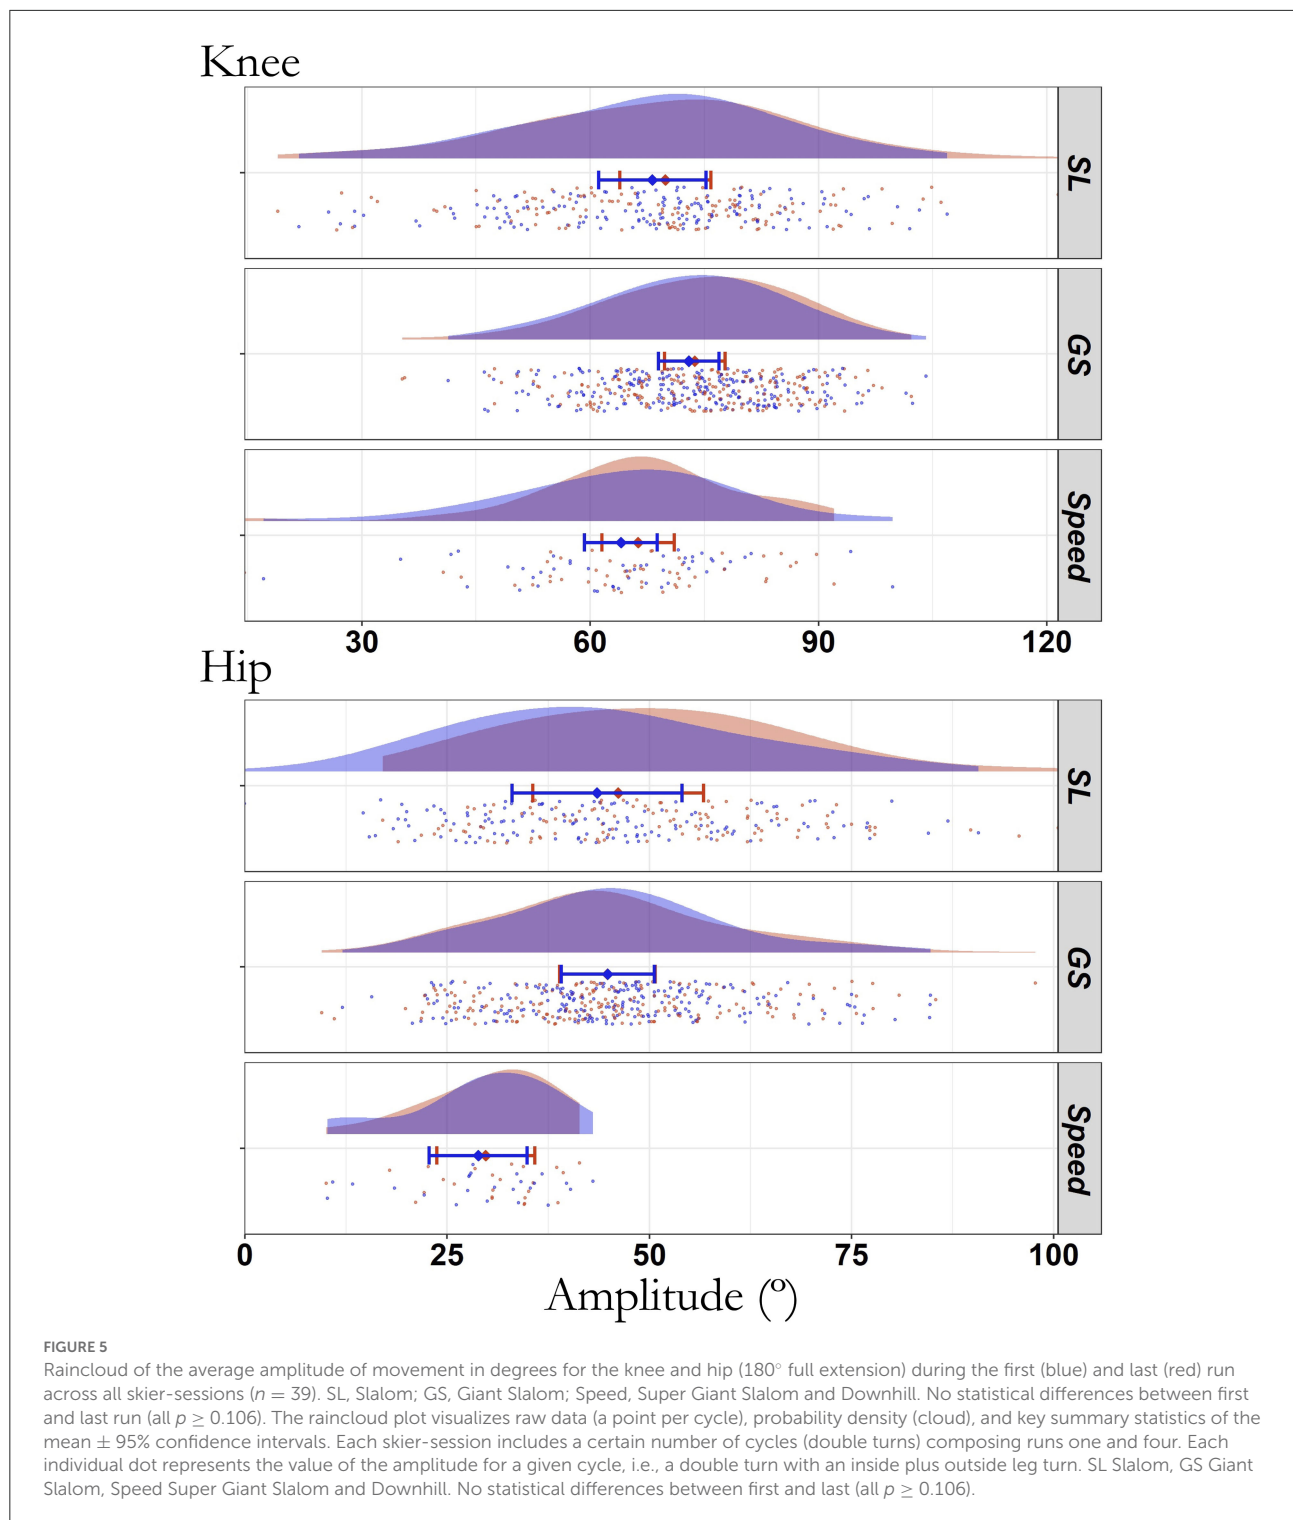 Knee
SL
GS
Speed
30 60 90 120
Hip
SL
GS
Speed
0 25 50 75 100
Amplitude (º)
FIGURE 5
Raincloud of the average amplitude of movement in degrees for the knee and hip (180° full extension) during the first (blue) and last (red) run
across all skier-sessions (n = 39). SL, Slalom; GS, Giant Slalom; Speed, Super Giant Slalom and Downhill. No statistical differences between first
and last run (all p ≥ 0.106). The raincloud plot visualizes raw data (a point per cycle), probability density (cloud), and key summary statistics of the
mean ± 95% confidence intervals. Each skier-session includes a certain number of cycles (double turns) composing runs one and four. Each
individual dot represents the value of the amplitude for a given cycle, i.e., a double turn with an inside plus outside leg turn. SL Slalom, GS Giant
Slalom, Speed Super Giant Slalom and Downhill. No statistical differences between first and last (all p ≥ 0.106).